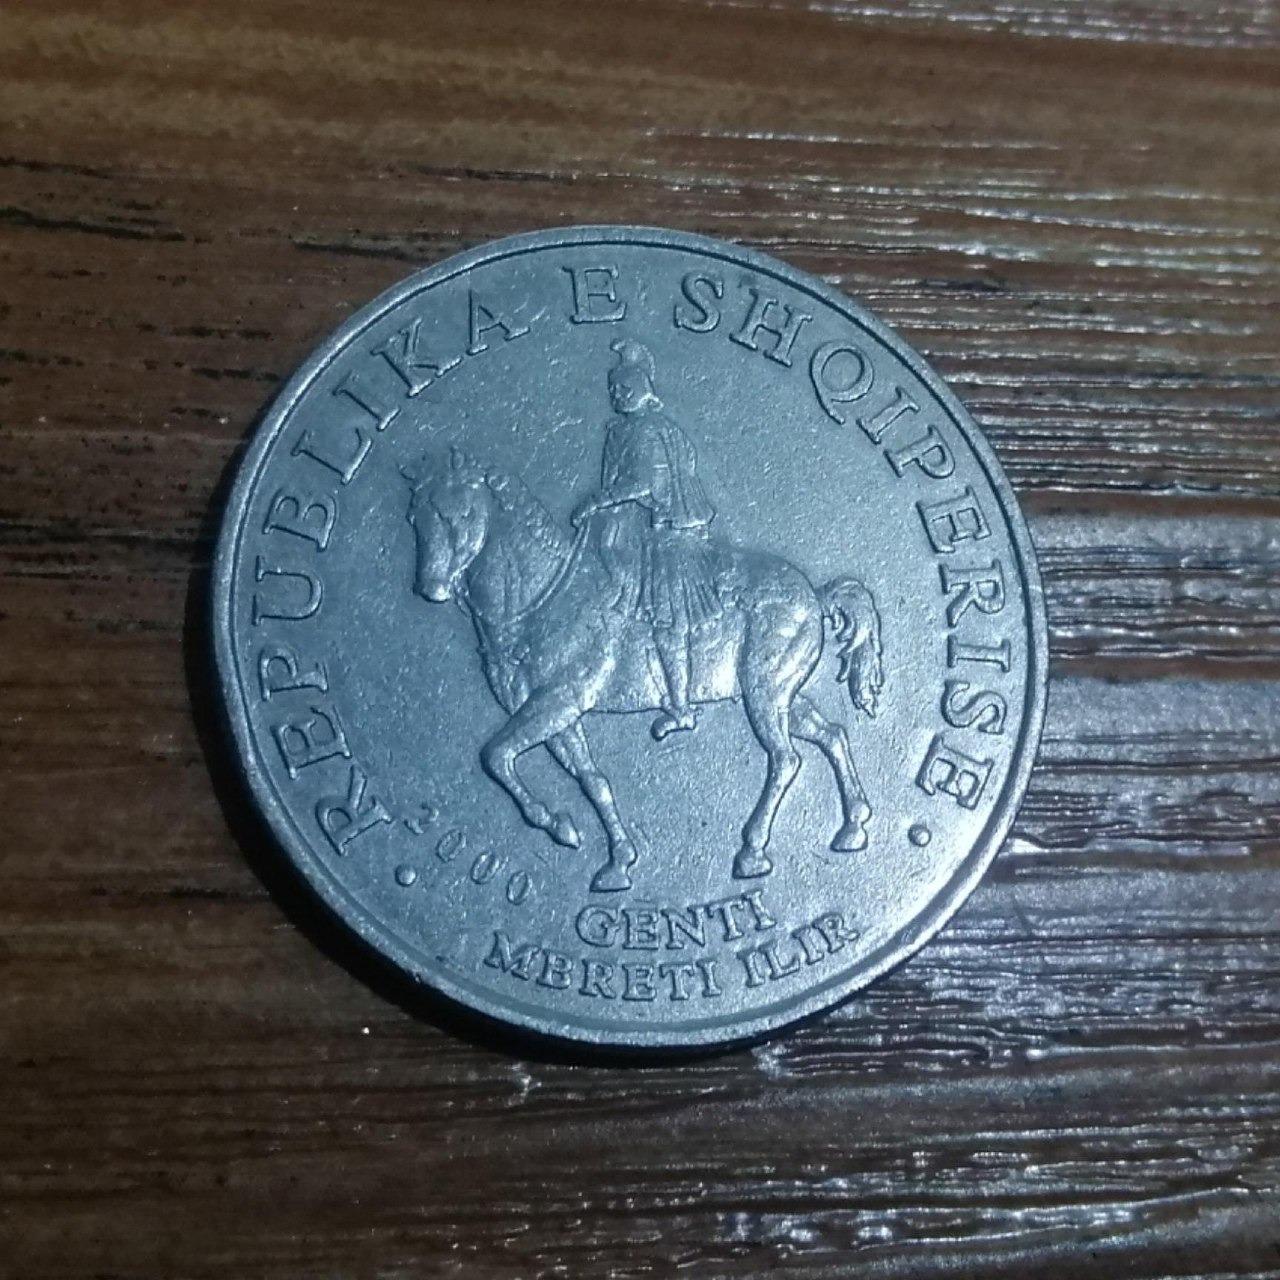 REPUBLIKA E SHQIPERISE
2000
GENTI
MBRETI ILIR